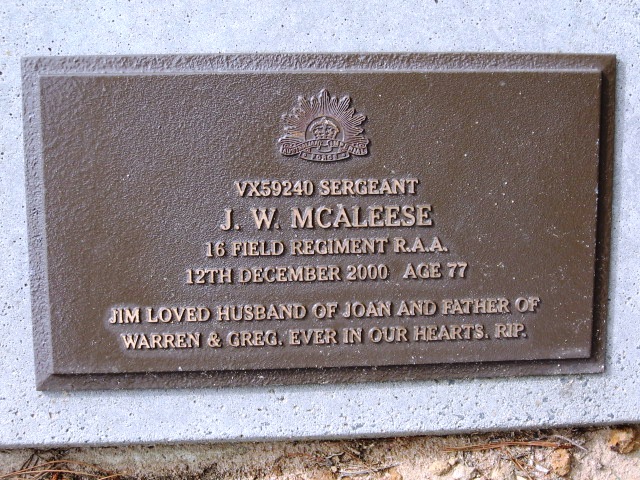 VX59240 SERGEANT
J. W. MCALEESE
16 FIELD REGIMENT R.A.A.
12TH DECEMBER 2000 AGE 77
JIM LOVED HUSBAND OF JOAN AND FATHER OF
WARREN & GREG. EVER IN OUR HEARTS. RIP.